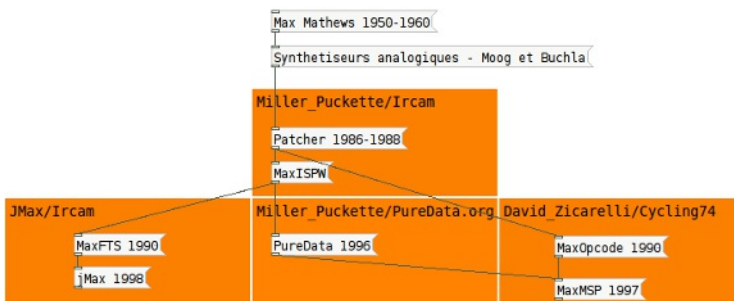 Max Mathews 1950-1960
Synthetiseurs analogiques - Moog et Buchla
Miller_Puckette/Ircam
Patcher 1986-1988
MaxISPW
JMax/Ircam
MaxFTS 1990
jMax 1998
Miller_Puckette/PureData.org
PureData 1996
David_Zicarelli/Cycling74
MaxOpcode 1990
MaxMSP 1997